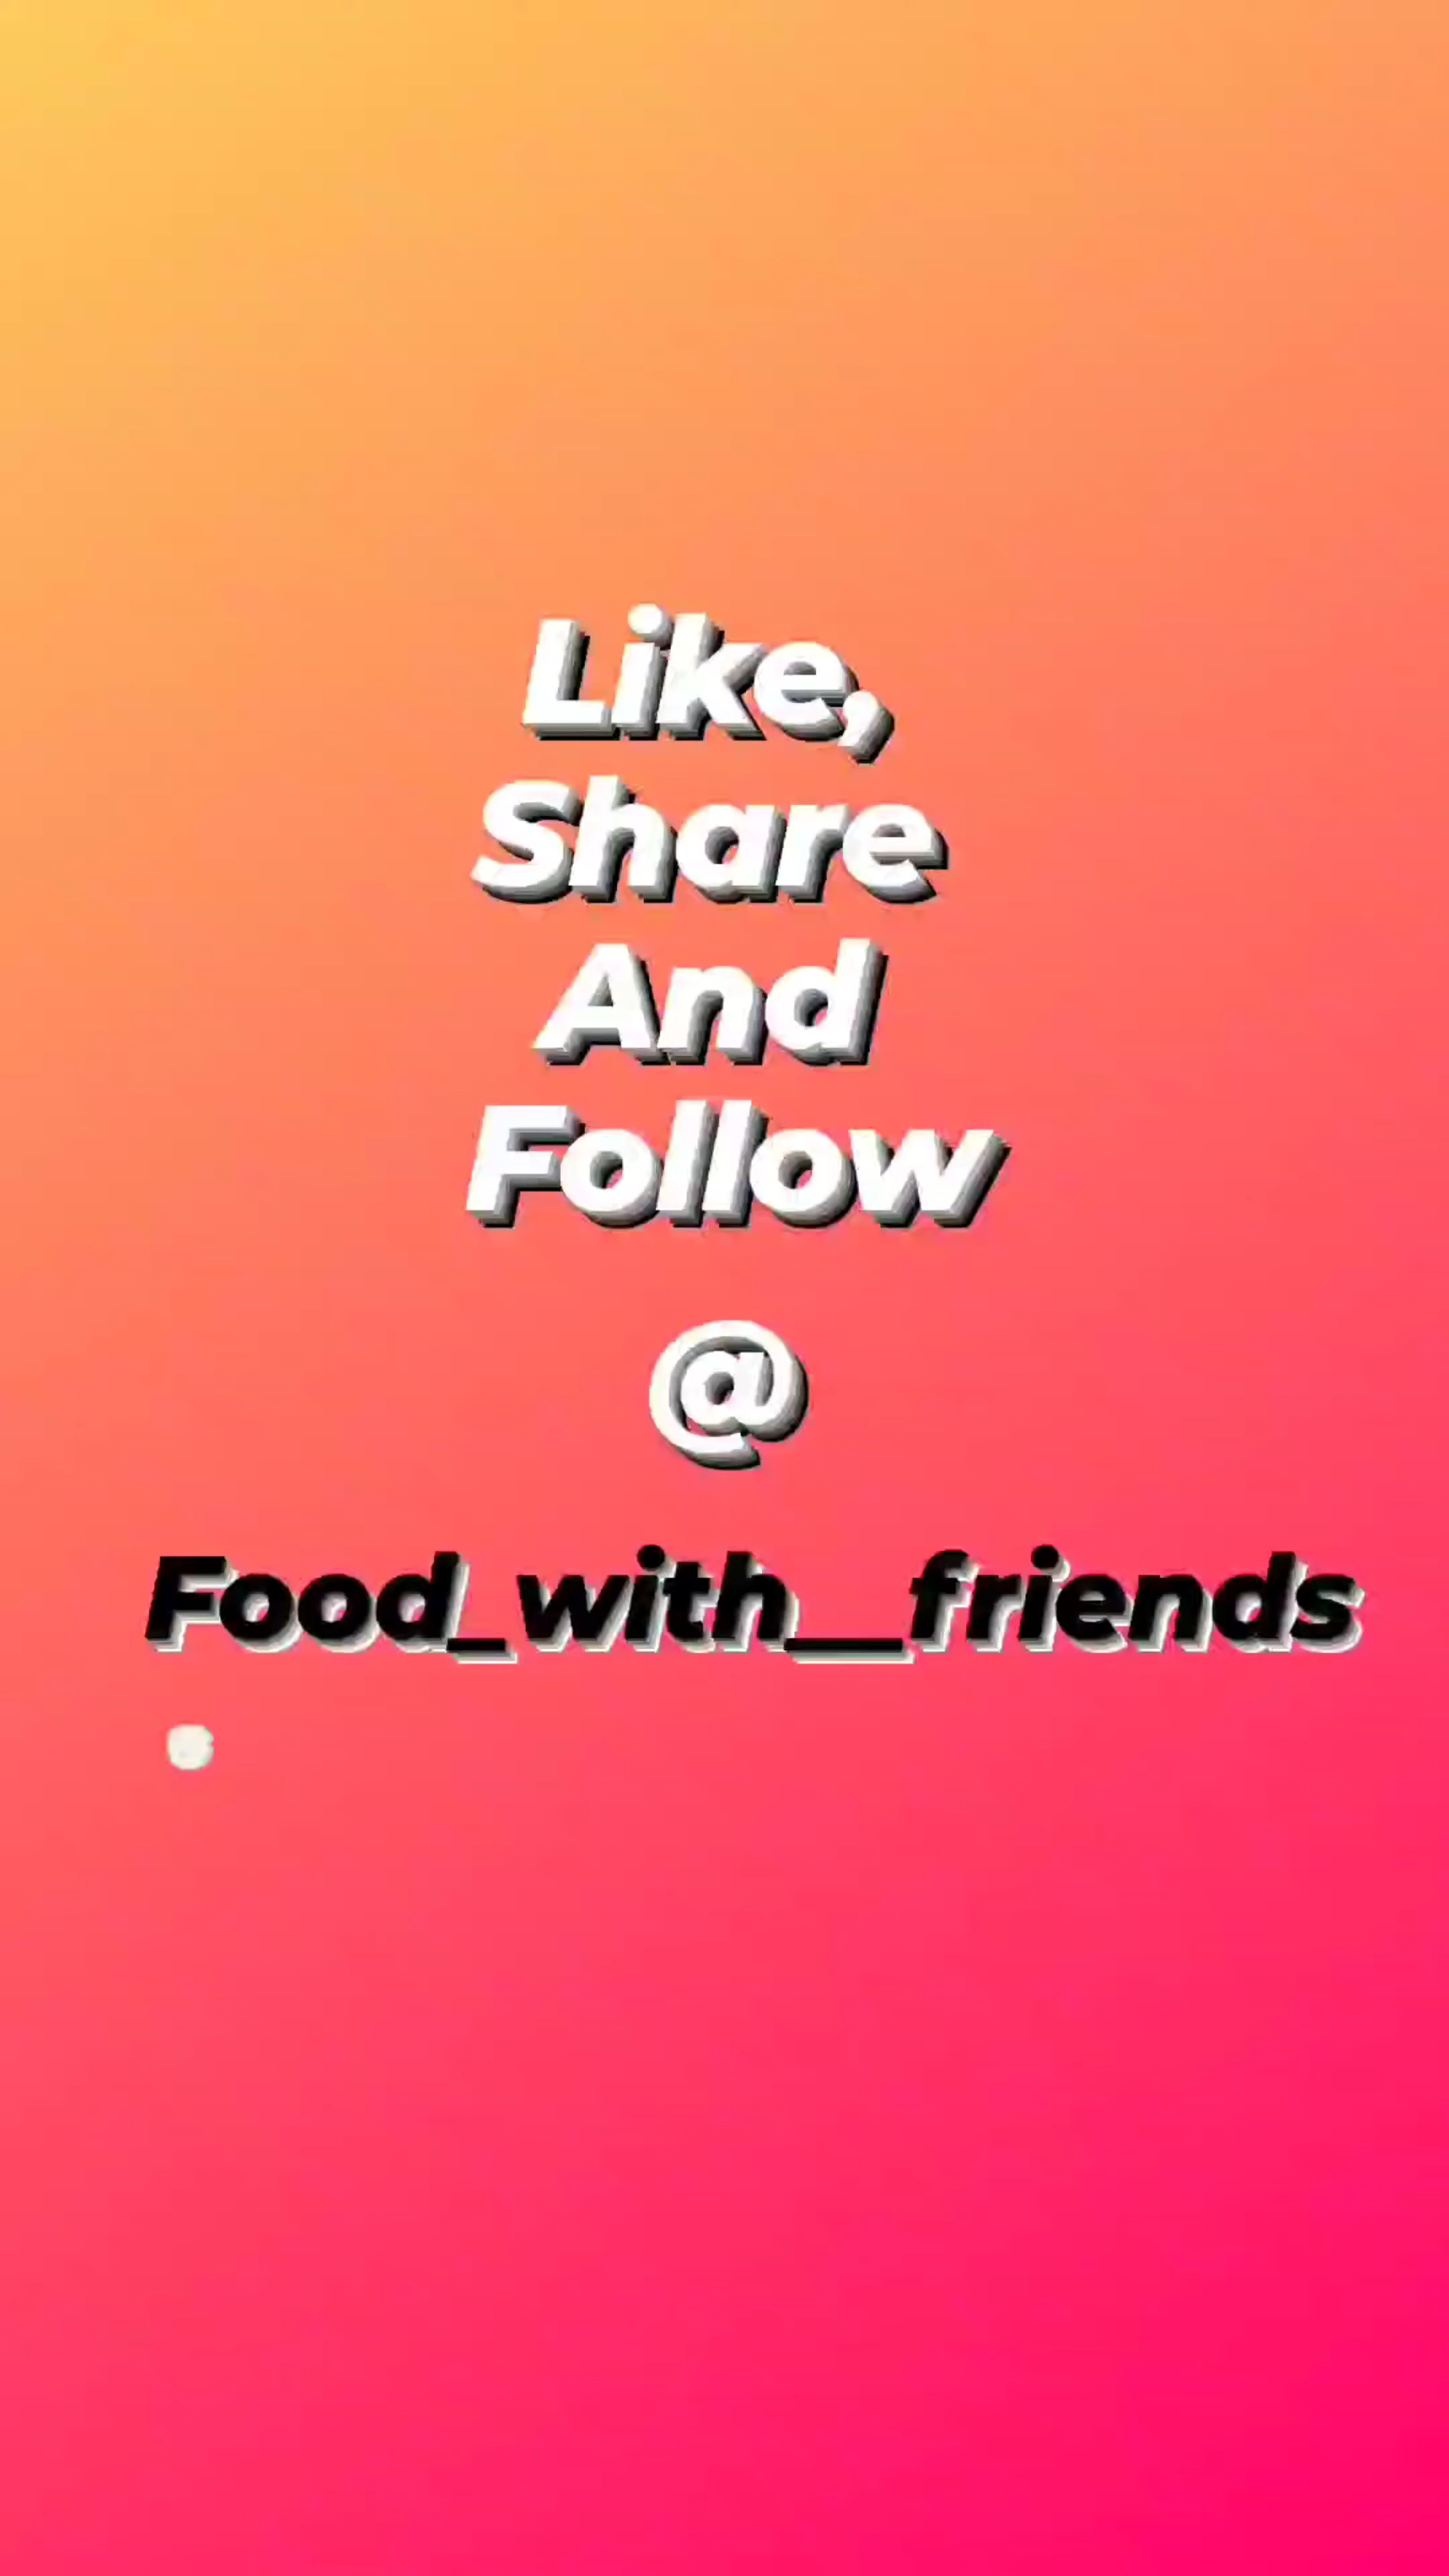 Like,
Share
And
Follow
@
Food_with__friends